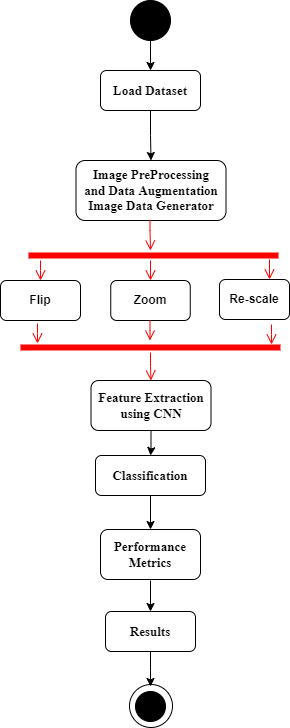 Load Dataset
Image PreProcessing
and Data Augmentation
Image Data Generator
Flip
Zoom
Re-scale
Feature Extraction
using CNN
Classification
Performance
Metrics
Results